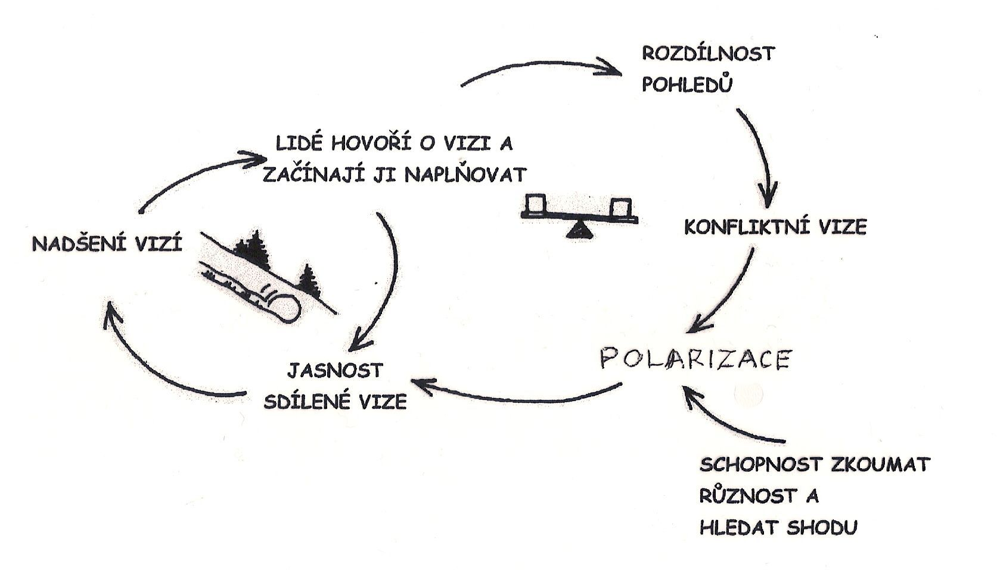 ROZDÍLNOST
POHLEDŮ
LIDÉ HOVOŘÍ O VIZI A
ZAČÍNAJÍ JI NAPLŇOVAT
KONFLIKTNÍ VIZE
NADŠENÍ VIZÍ
POLARIZACE
JASNOST
SDÍLENÉ VIZE
SCHOPNOST ZKOUMAT
RŮZNOST A
HLEDAT SHODU